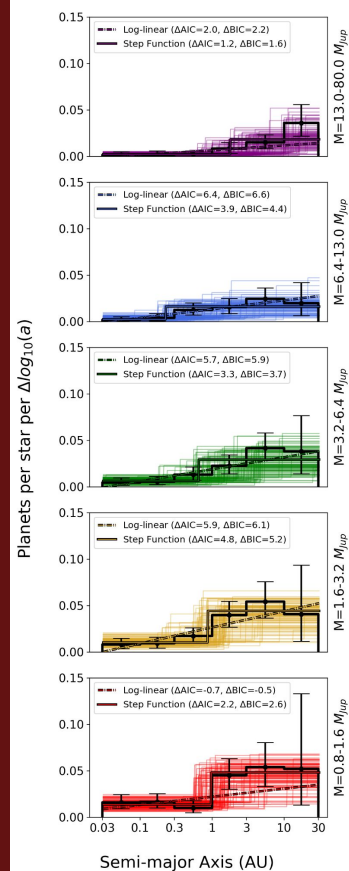 0.15
Log-linear (ΔAIC=2.0, ΔBIC=2.2)
Step Function (ΔAIC=1.2, ΔBIC=1.6)
0.10
0.05
0.00
M=13.0-80.0 M_Jup
0.15
Log-linear (ΔAIC=6.4, ΔBIC=6.6)
Step Function (ΔAIC=3.9, ΔBIC=4.4)
0.10
0.05
0.00
M=6.4-13.0 M_Jup
0.15
Log-linear (ΔAIC=5.7, ΔBIC=5.9)
Step Function (ΔAIC=3.3, ΔBIC=3.7)
0.10
0.05
0.00
M=3.2-6.4 M_Jup
Planets per star per Δlog₁₀(a)
0.15
Log-linear (ΔAIC=5.9, ΔBIC=6.1)
Step Function (ΔAIC=4.8, ΔBIC=5.2)
0.10
0.05
0.00
M=1.6-3.2 M_Jup
0.15
Log-linear (ΔAIC=-0.7, ΔBIC=-0.5)
Step Function (ΔAIC=2.2, ΔBIC=2.6)
0.10
0.05
0.00
M=0.8-1.6 M_Jup
0.03 0.1 0.3 1 3 10 30
Semi-major Axis (AU)